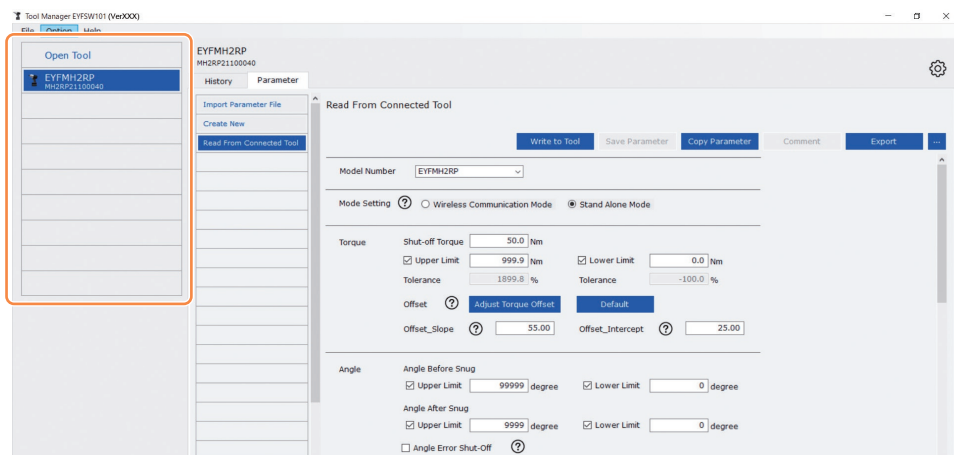 Tool Manager EYFSW101 (VerXXX)
File Option Help
Open Tool
EYFMH2RP
MH2RP21100040
EYFMH2RP
MH2RP21100040
History Parameter
Import Parameter File
Create New
Read From Connected Tool
Read From Connected Tool
Write to Tool Save Parameter Copy Parameter Comment Export ...
Model Number EYFMH2RP
Mode Setting ? Wireless Communication Mode Stand Alone Mode
Torque Shut-off Torque 50.0 Nm
Upper Limit 999.9 Nm Lower Limit 0.0 Nm
Tolerance 1899.8 % Tolerance -100.0 %
Offset ? Adjust Torque Offset Default
Offset_Slope ? 55.00 Offset_Intercept ? 25.00
Angle Angle Before Snug
Upper Limit 99999 degree Lower Limit 0 degree
Angle After Snug
Upper Limit 9999 degree Lower Limit 0 degree
Angle Error Shut-Off ?